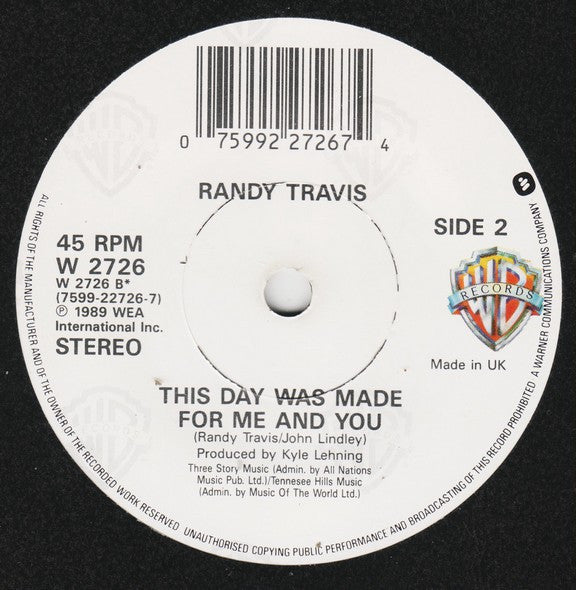 0 75992 27267 4
RANDY TRAVIS
45 RPM
W 2726
W 2726 B*
(7599-22726-7)
℗ 1989 WEA
International Inc.
STEREO
SIDE 2
WB
RECORDS
Made in UK
THIS DAY WAS MADE
FOR ME AND YOU
(Randy Travis/John Lindley)
Produced by Kyle Lehning
Three Story Music (Admin. by All Nations
Music Pub. Ltd.)/Tennesee Hills Music
(Admin. by Music Of The World Ltd.)
ALL RIGHTS OF THE MANUFACTURER AND OF THE OWNER OF THE RECORDED WORK RESERVED UNAUTHORISED COPYING PUBLIC PERFORMANCE AND BROADCASTING OF THIS RECORD PROHIBITED A WARNER COMMUNICATIONS COMPANY